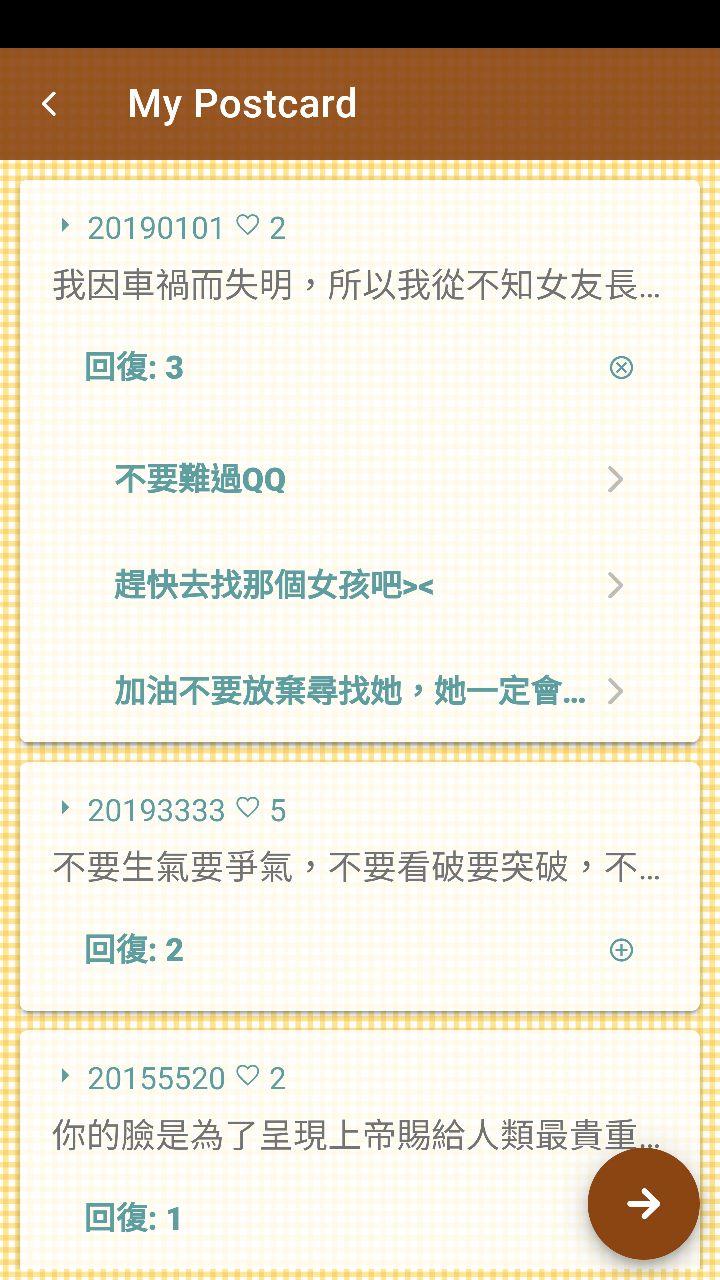 My Postcard
20190101 ♡ 2
我因車禍而失明，所以我從不知女友長…
回復: 3
不要難過QQ
趕快去找那個女孩吧><
加油不要放棄尋找她，她一定會…
20193333 ♡ 5
不要生氣要爭氣，不要看破要突破，不…
回復: 2
20155520 ♡ 2
你的臉是為了呈現上帝賜給人類最貴重…
回復: 1